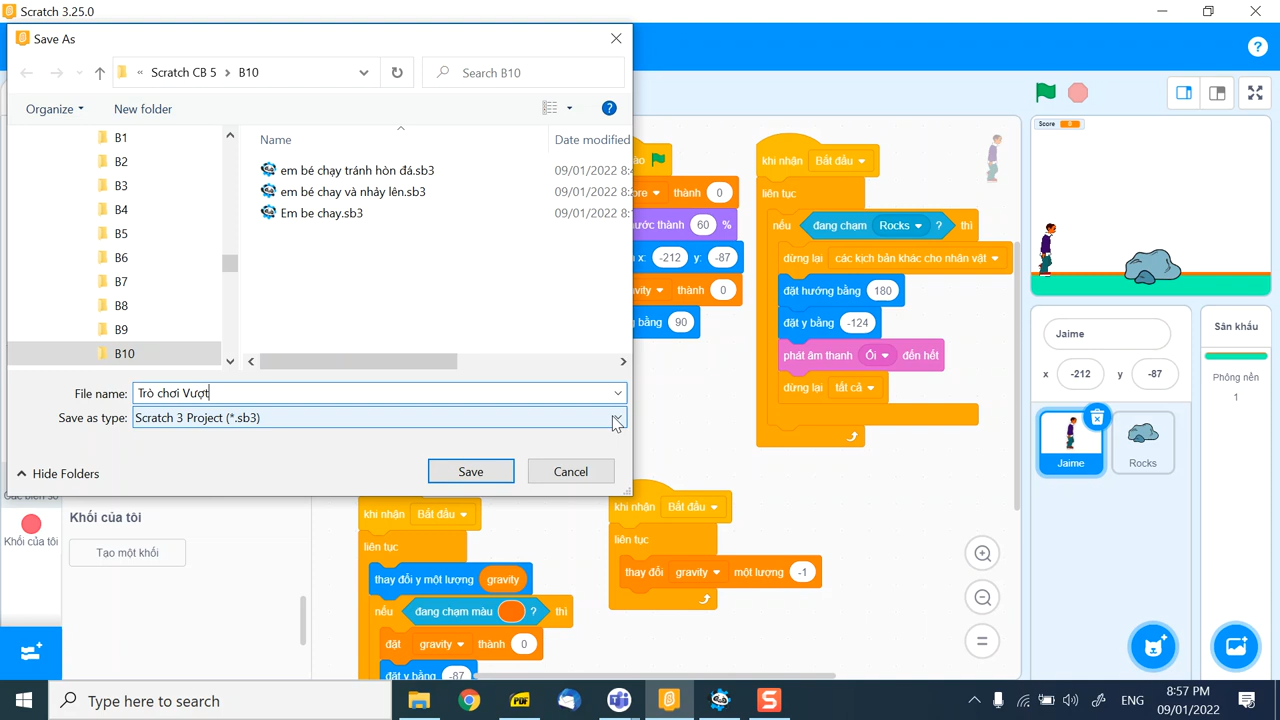 Scratch 3.25.0
Save As
« Scratch CB 5 › B10
Search B10
Organize
New folder
Name
Date modified
B1
B2
B3
B4
B5
B6
B7
B8
B9
B10
em bé chạy tránh hòn đá.sb3
09/01/2022 8:4
em bé chay và nhảy lên.sb3
09/01/2022 8:
Em be chay.sb3
09/01/2022 8:1
File name:
Trò chơi Vượt
Save as type:
Scratch 3 Project (*.sb3)
Hide Folders
Save
Cancel
thành 0
ước thành 60 %
x: -212 y: -87
thành 0
bằng 90
khi nhận Bắt đầu
liên tục
nếu đang chạm Rocks ? thì
dừng lại các kịch bản khác cho nhân vật
đặt hướng bằng 180
đặt y bằng -124
phát âm thanh Ối đến hết
dừng lại tất cả
khi nhận Bắt đầu
liên tục
thay đổi y một lượng gravity
nếu đang chạm màu ? thì
đặt gravity thành 0
đặt y bằng -87
khi nhận Bắt đầu
liên tục
thay đổi gravity một lượng -1
Khối của tôi
Khối của tôi
Tạo một khối
Score
Jaime
x -212 y -87
Jaime
Rocks
Sân khấu
Phông nền
1
Type here to search
PDF
ENG
8:57 PM
09/01/2022